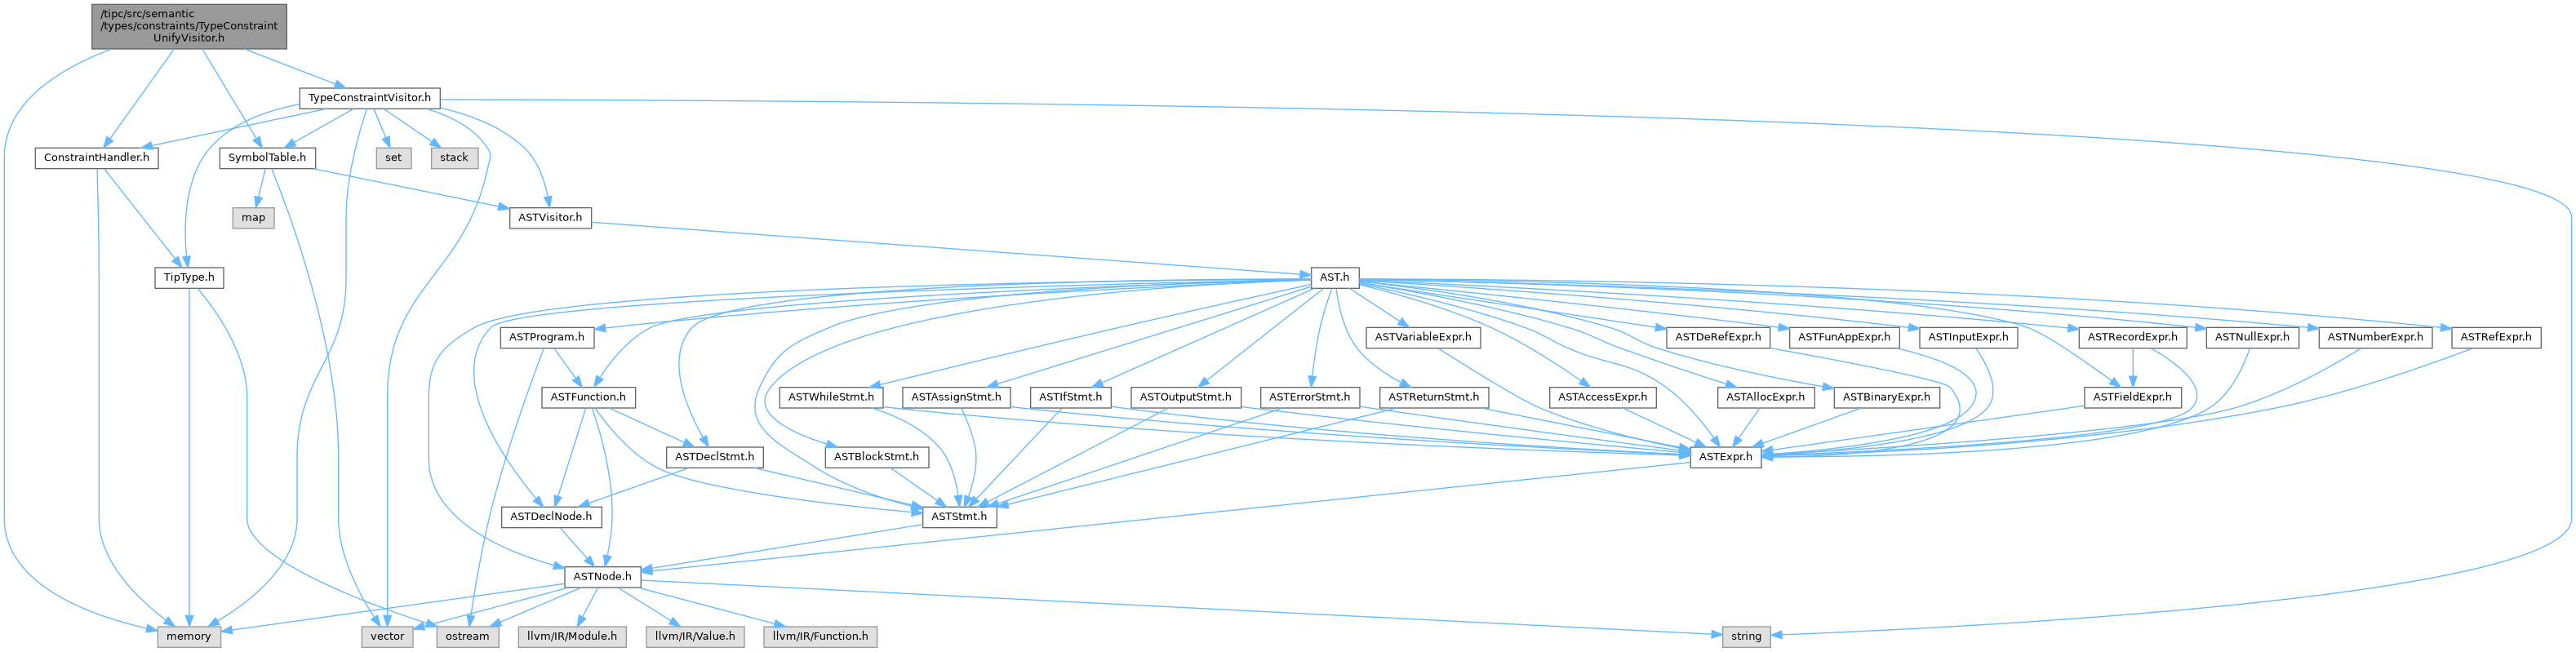 /tipc/src/semantic
/types/constraints/TypeConstraint
UnifyVisitor.h
TypeConstraintVisitor.h
ConstraintHandler.h
SymbolTable.h
set
stack
map
ASTVisitor.h
TipType.h
AST.h
ASTProgram.h
ASTVariableExpr.h
ASTDeRefExpr.h
ASTFunAppExpr.h
ASTInputExpr.h
ASTRecordExpr.h
ASTNullExpr.h
ASTNumberExpr.h
ASTRefExpr.h
ASTFunction.h
ASTWhileStmt.h
ASTAssignStmt.h
ASTIfStmt.h
ASTOutputStmt.h
ASTErrorStmt.h
ASTReturnStmt.h
ASTAccessExpr.h
ASTAllocExpr.h
ASTBinaryExpr.h
ASTFieldExpr.h
ASTDeclStmt.h
ASTBlockStmt.h
ASTExpr.h
ASTDeclNode.h
ASTStmt.h
ASTNode.h
memory
vector
ostream
llvm/IR/Module.h
llvm/IR/Value.h
llvm/IR/Function.h
string